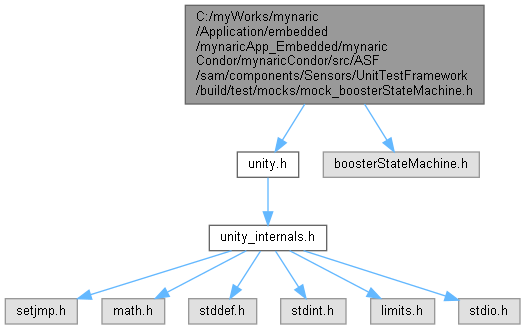 C:/myWorks/mynaric
/Application/embedded
/mynaricApp_Embedded/mynaric
Condor/mynaricCondor/src/ASF
/sam/components/Sensors/UnitTestFramework
/build/test/mocks/mock_boosterStateMachine.h
unity.h
boosterStateMachine.h
unity_internals.h
setjmp.h
math.h
stddef.h
stdint.h
limits.h
stdio.h